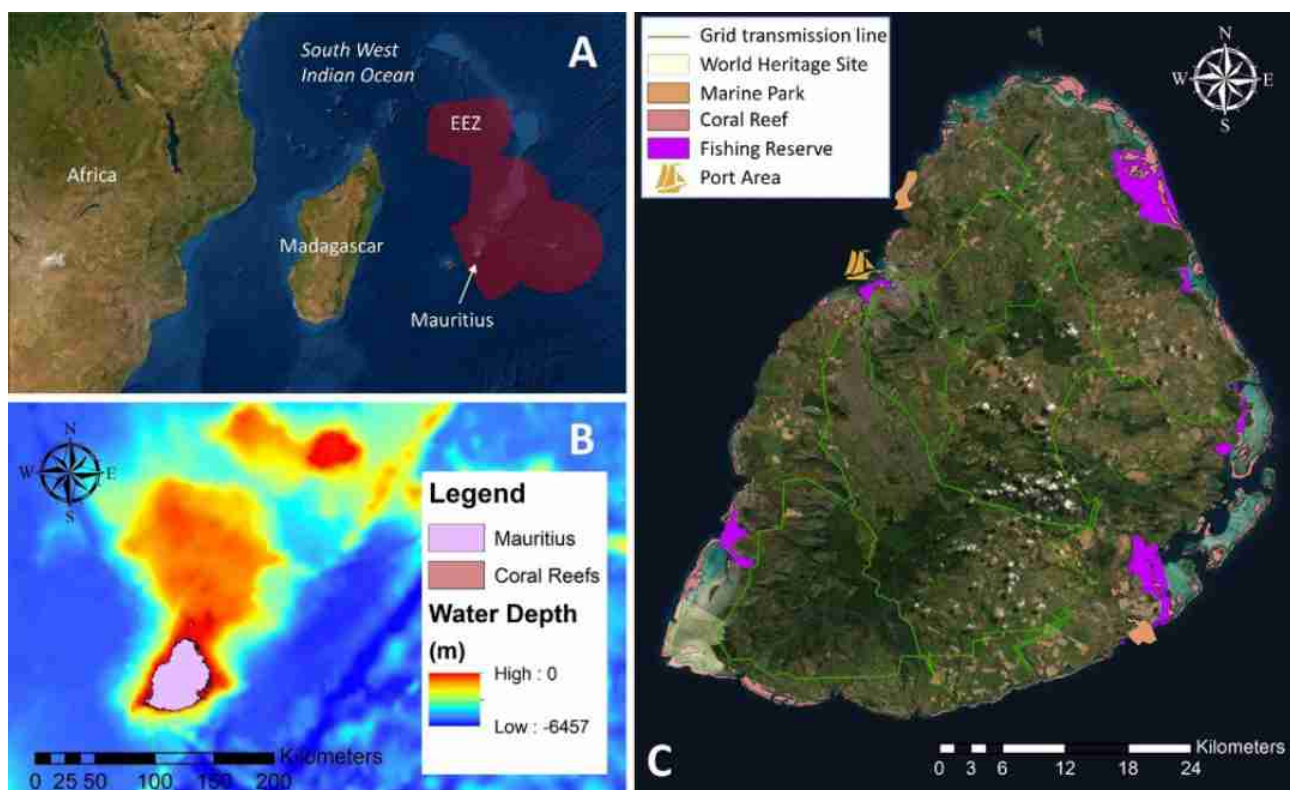 South West
Indian Ocean
A
EEZ
Africa
Madagascar
Mauritius
B
N
W
E
S
Legend
Mauritius
Coral Reefs
Water Depth
(m)
High : 0
Low : -6457
Kilometers
0 25 50 100 150 200
Grid transmission line
World Heritage Site
Marine Park
Coral Reef
Fishing Reserve
Port Area
N
W
E
S
C
Kilometers
0 3 6 12 18 24